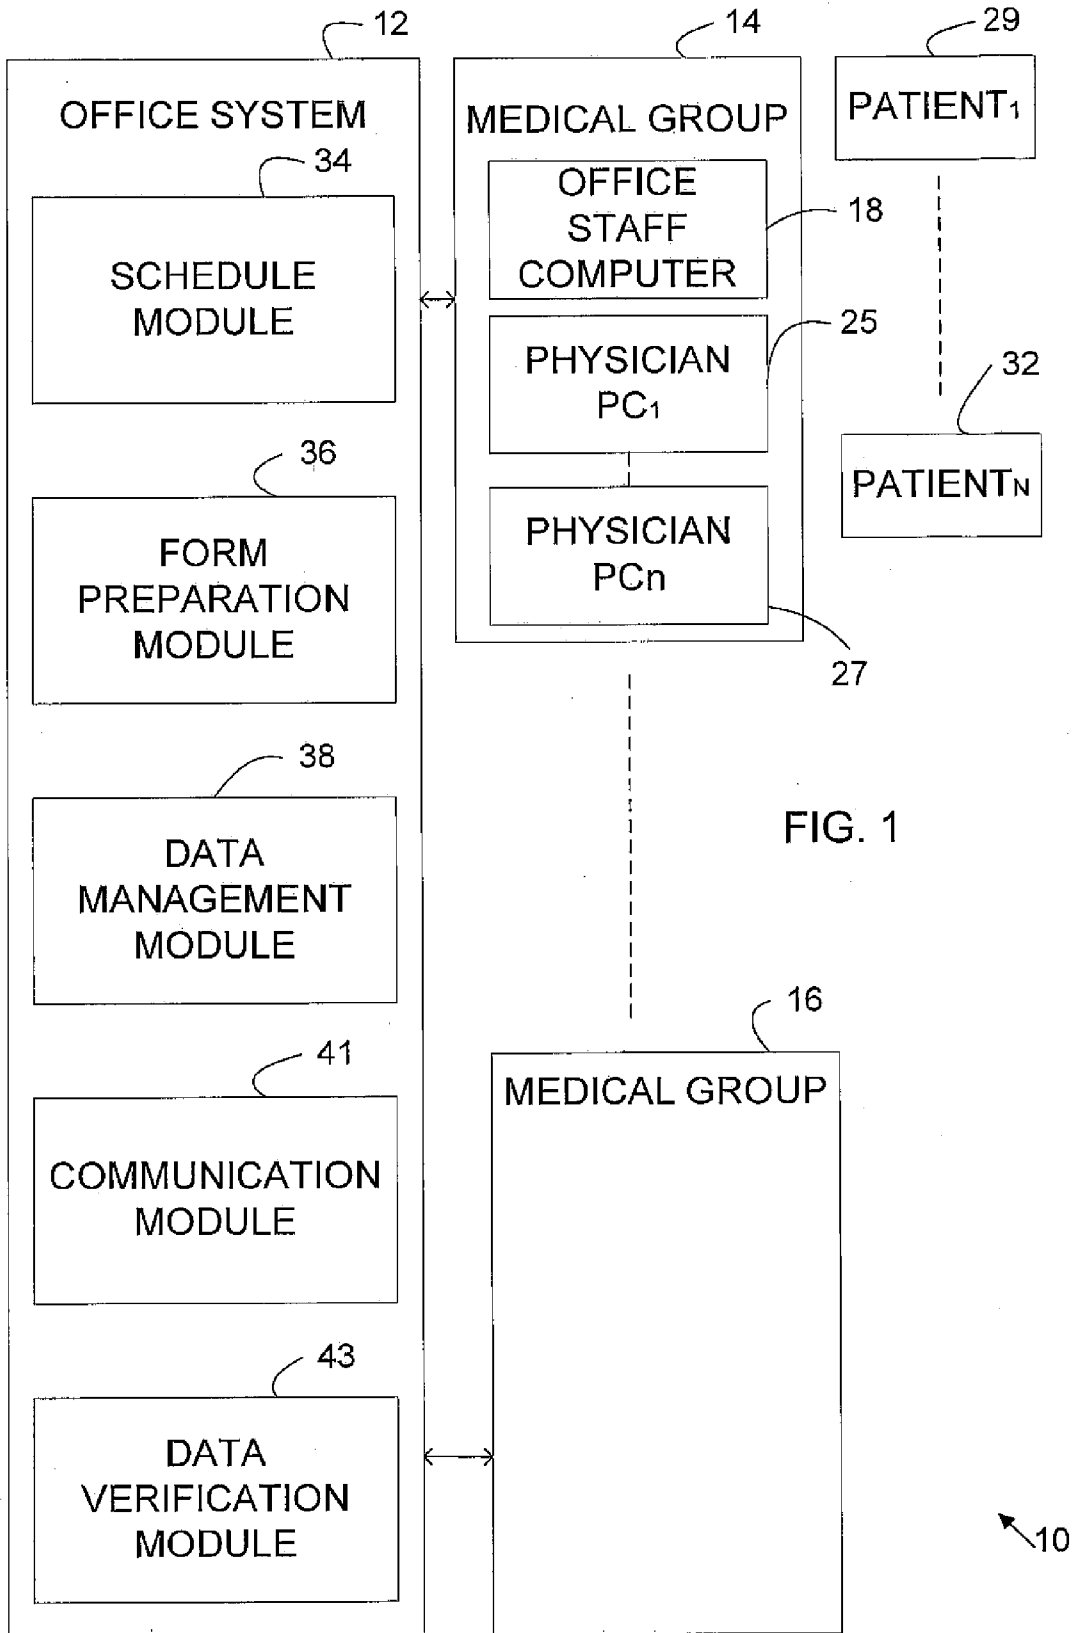 12
OFFICE SYSTEM
34
SCHEDULE
MODULE
36
FORM
PREPARATION
MODULE
38
DATA
MANAGEMENT
MODULE
41
COMMUNICATION
MODULE
43
DATA
VERIFICATION
MODULE
14
MEDICAL GROUP
OFFICE
STAFF
COMPUTER
18
PHYSICIAN
PC₁
25
PHYSICIAN
PCn
27
29
PATIENT₁
32
PATIENTN
FIG. 1
16
MEDICAL GROUP
10